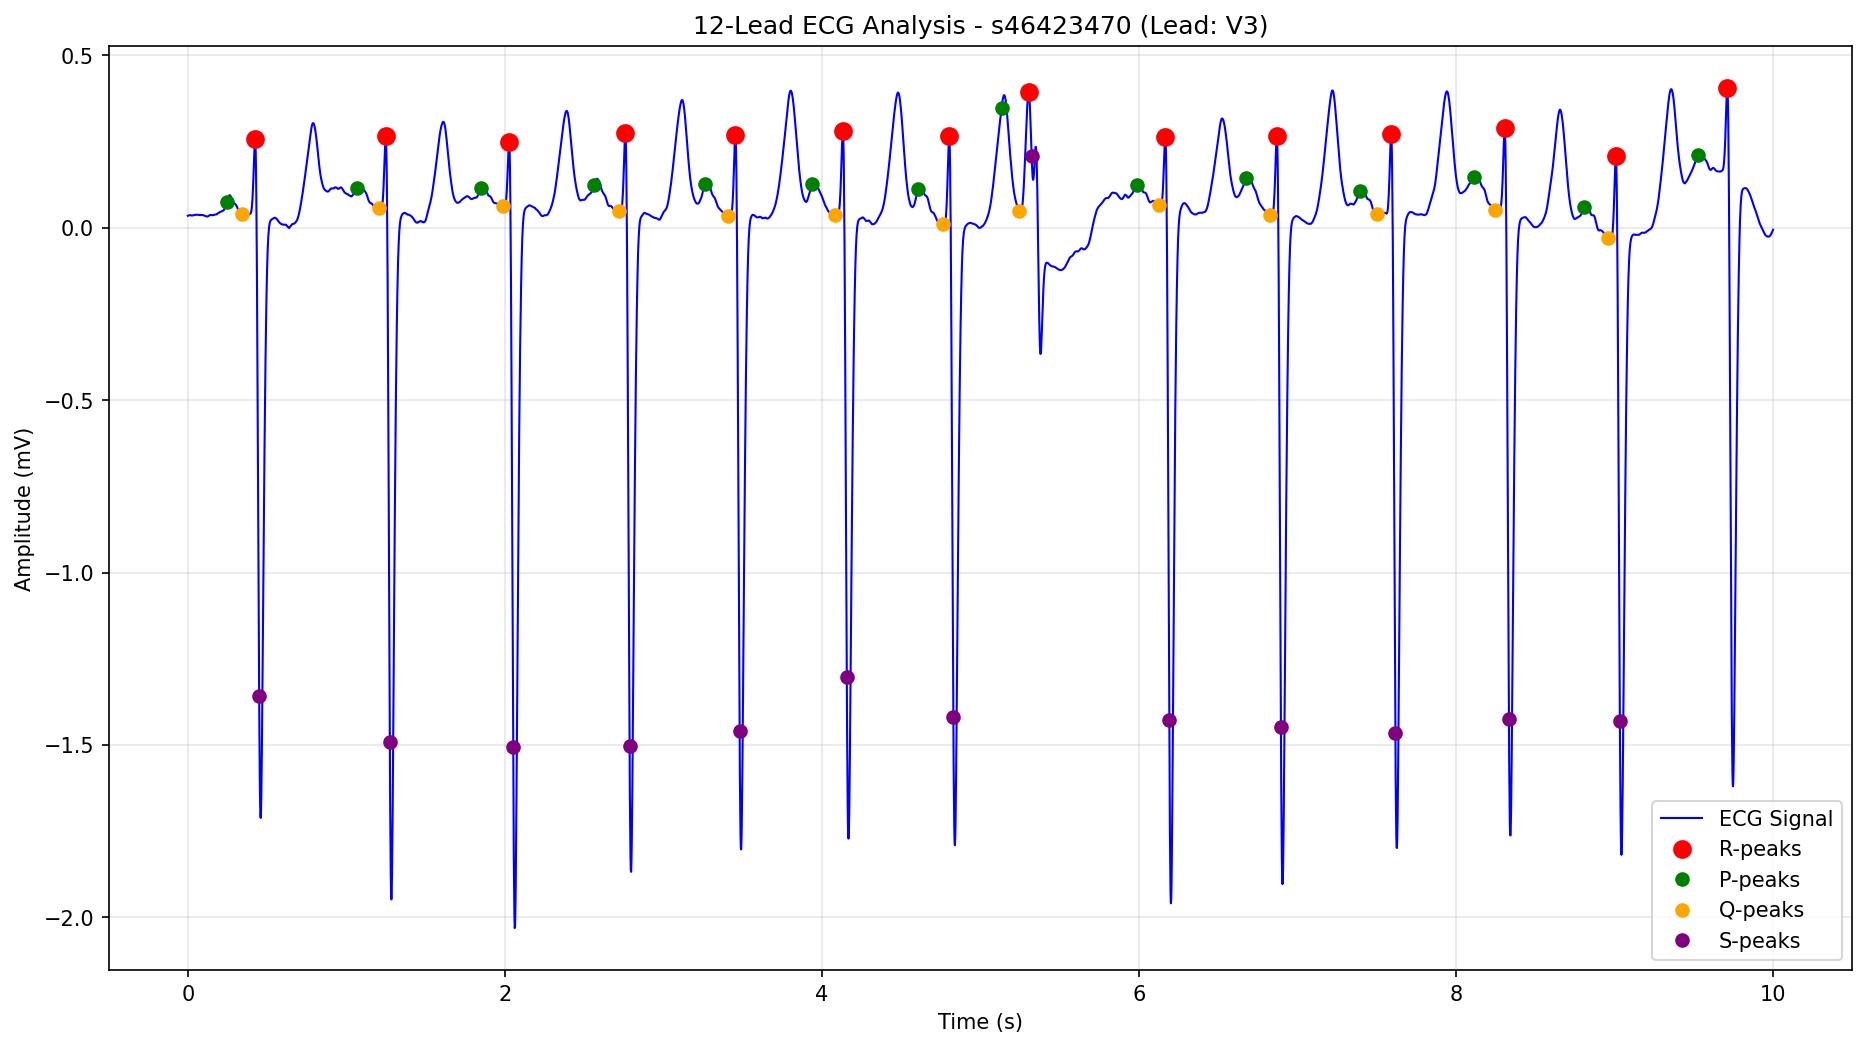 12-Lead ECG Analysis - s46423470 (Lead: V3)
0.5
0.0
−0.5
−1.0
−1.5
−2.0
Amplitude (mV)
0
2
4
6
8
10
Time (s)
ECG Signal
R-peaks
P-peaks
Q-peaks
S-peaks